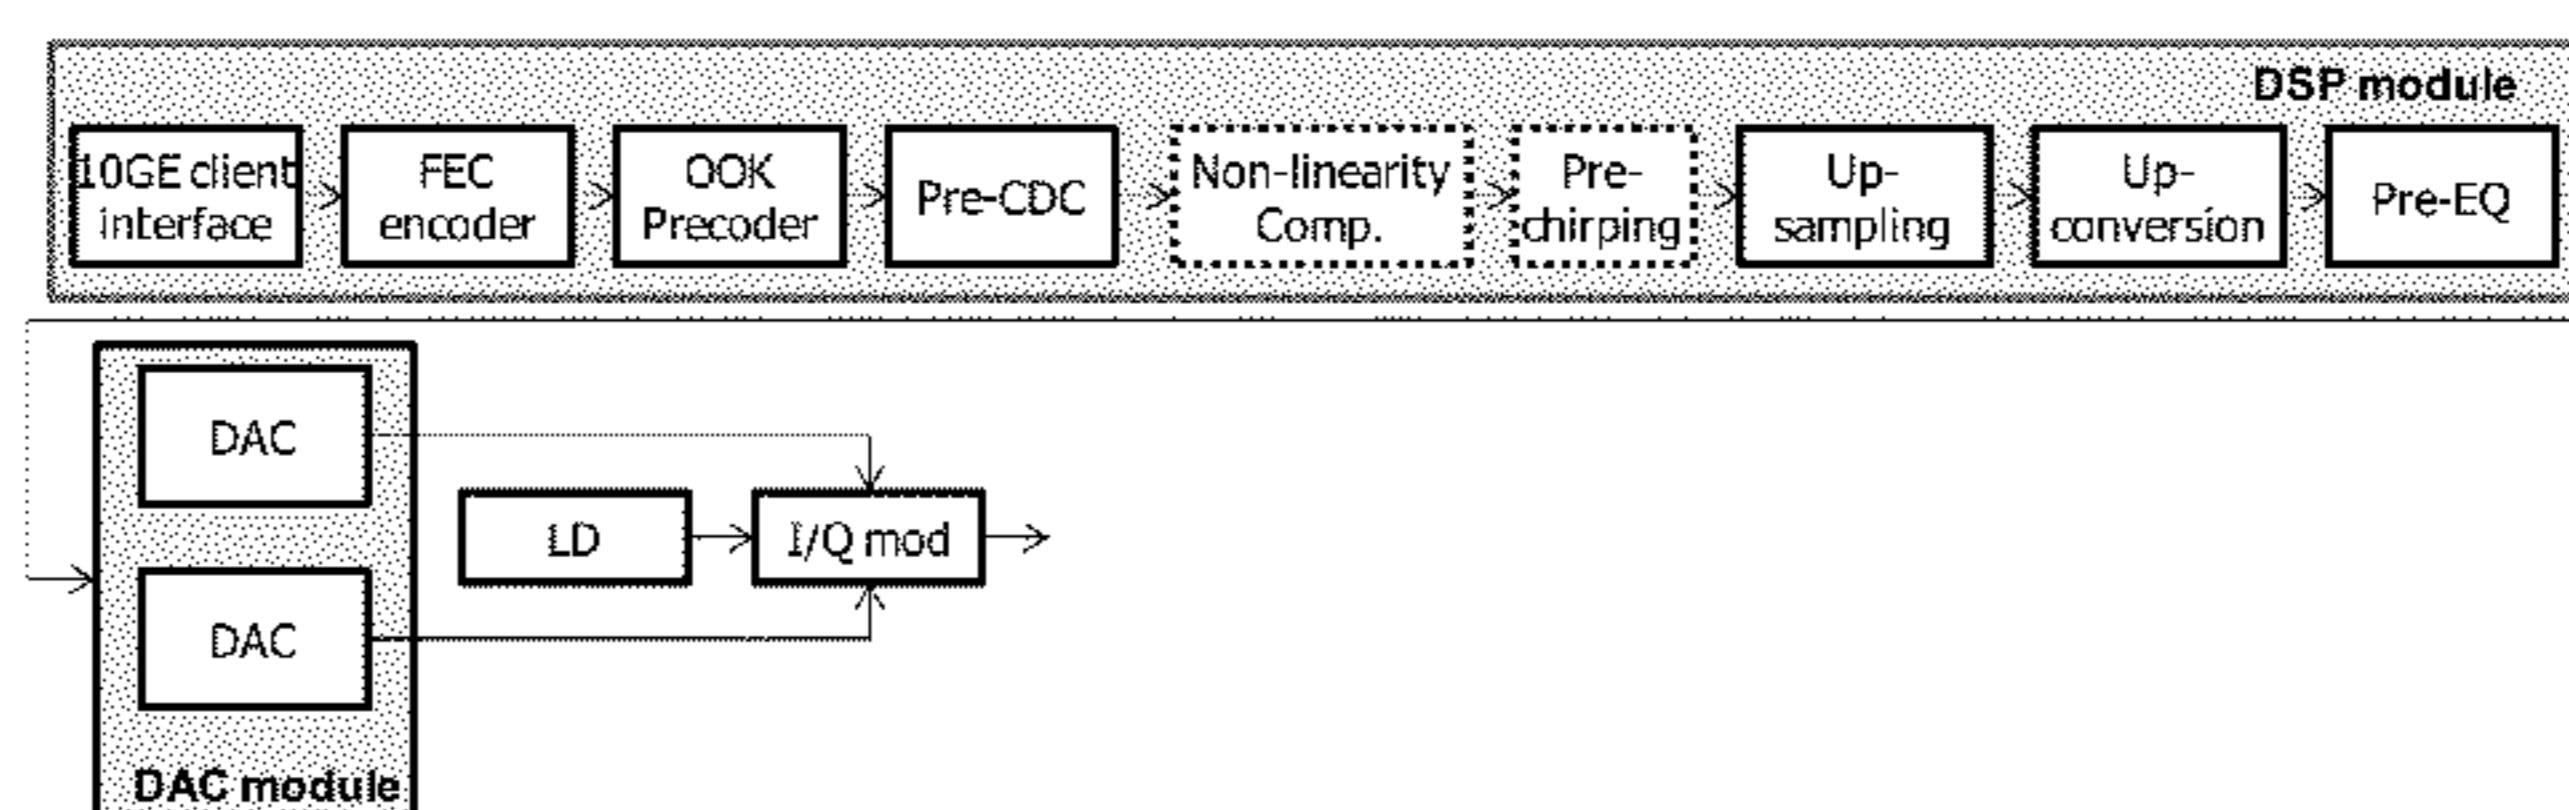 DSP module
10GE client
interface
FEC
encoder
OOK
Precoder
Pre-CDC
Non-linearity
Comp.
Pre-
chirping
Up-
sampling
Up-
conversion
Pre-EQ
DAC
LD
I/Q mod
DAC
DAC module